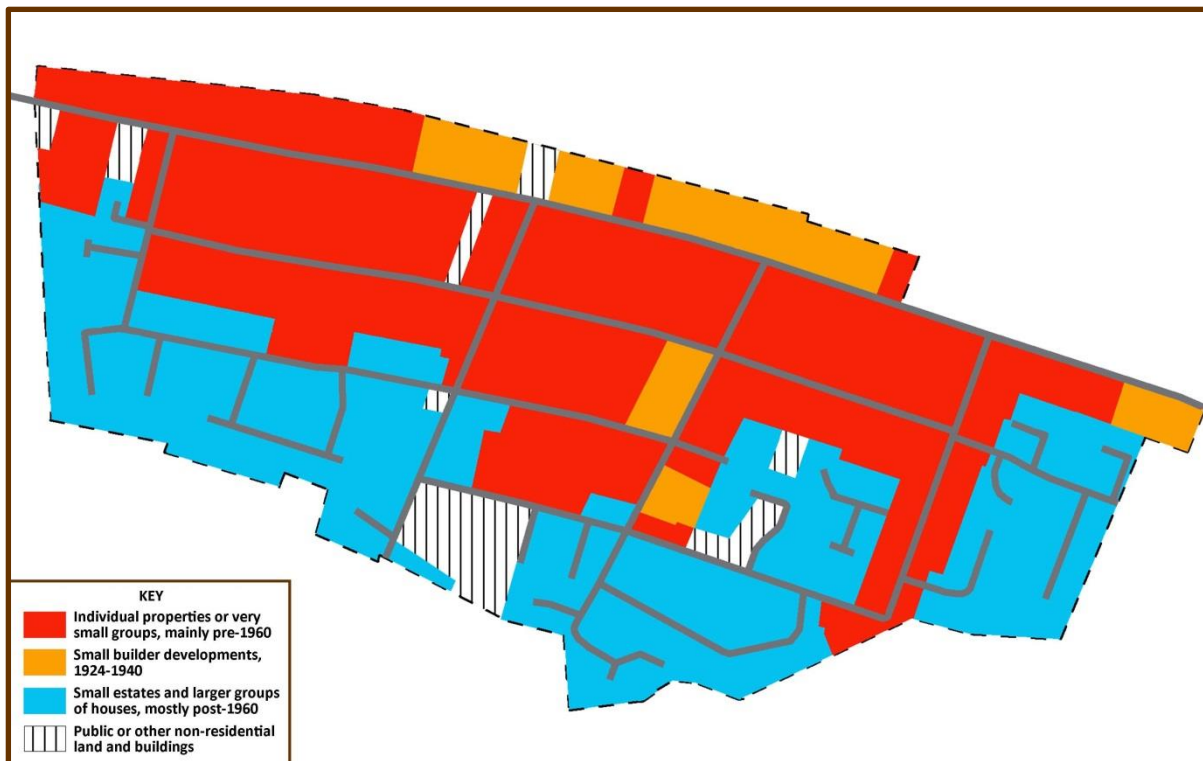 KEY
Individual properties or very
small groups, mainly pre-1960
Small builder developments,
1924-1940
Small estates and larger groups
of houses, mostly post-1960
Public or other non-residential
land and buildings